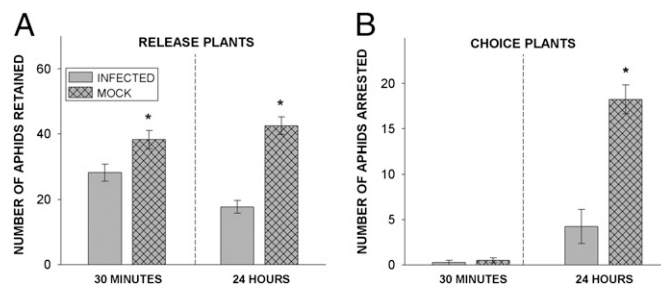 A
RELEASE PLANTS
NUMBER OF APHIDS RETAINED
60
40
20
0
INFECTED
MOCK
*
*
30 MINUTES
24 HOURS
B
CHOICE PLANTS
NUMBER OF APHIDS ARRESTED
20
15
10
5
0
*
30 MINUTES
24 HOURS